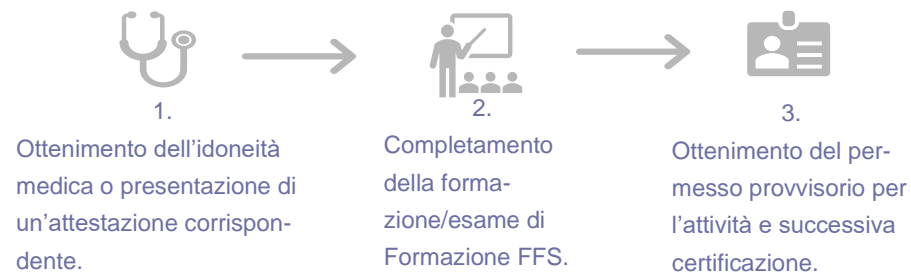 1.
Ottenimento dell'idoneità
medica o presentazione di
un'attestazione corrispon-
dente.
2.
Completamento
della forma-
zione/esame di
Formazione FFS.
3.
Ottenimento del per-
messo provvisorio per
l'attività e successiva
certificazione.